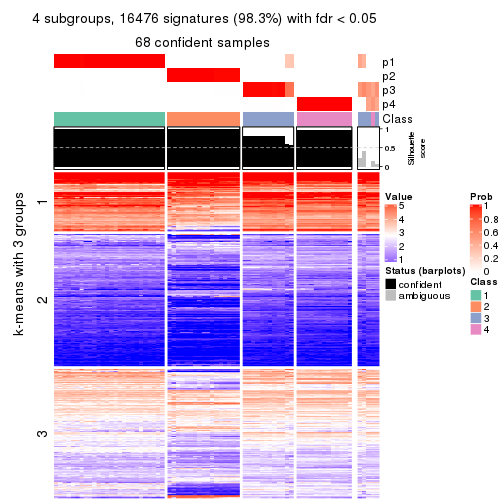 4 subgroups, 16476 signatures (98.3%) with fdr < 0.05
68 confident samples
p1
p2
p3
p4
Class
1
0.5
0
Silhouette
score
k-means with 3 groups
1
2
3
Value
5
4
3
2
1
Status (barplots)
confident
ambiguous
Prob
1
0.8
0.6
0.4
0.2
0
Class
1
2
3
4